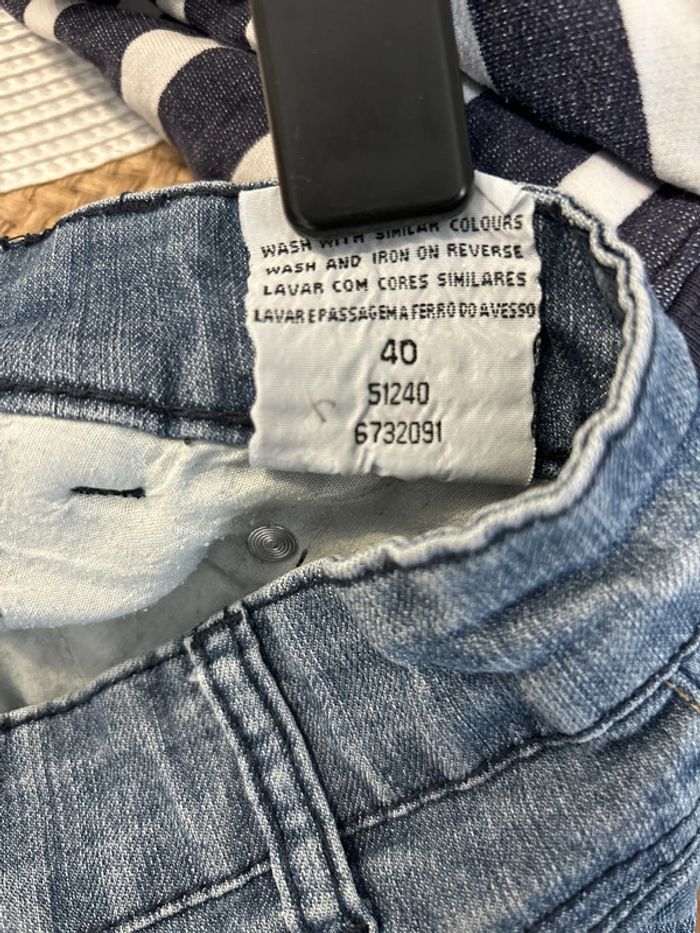 WASH WITH SIMILAR COLOURS
WASH AND IRON ON REVERSE
LAVAR COM CORES SIMILARES
LAVAR E PASSAGEM A FERRO DO AVESSO
40
51240
6732091